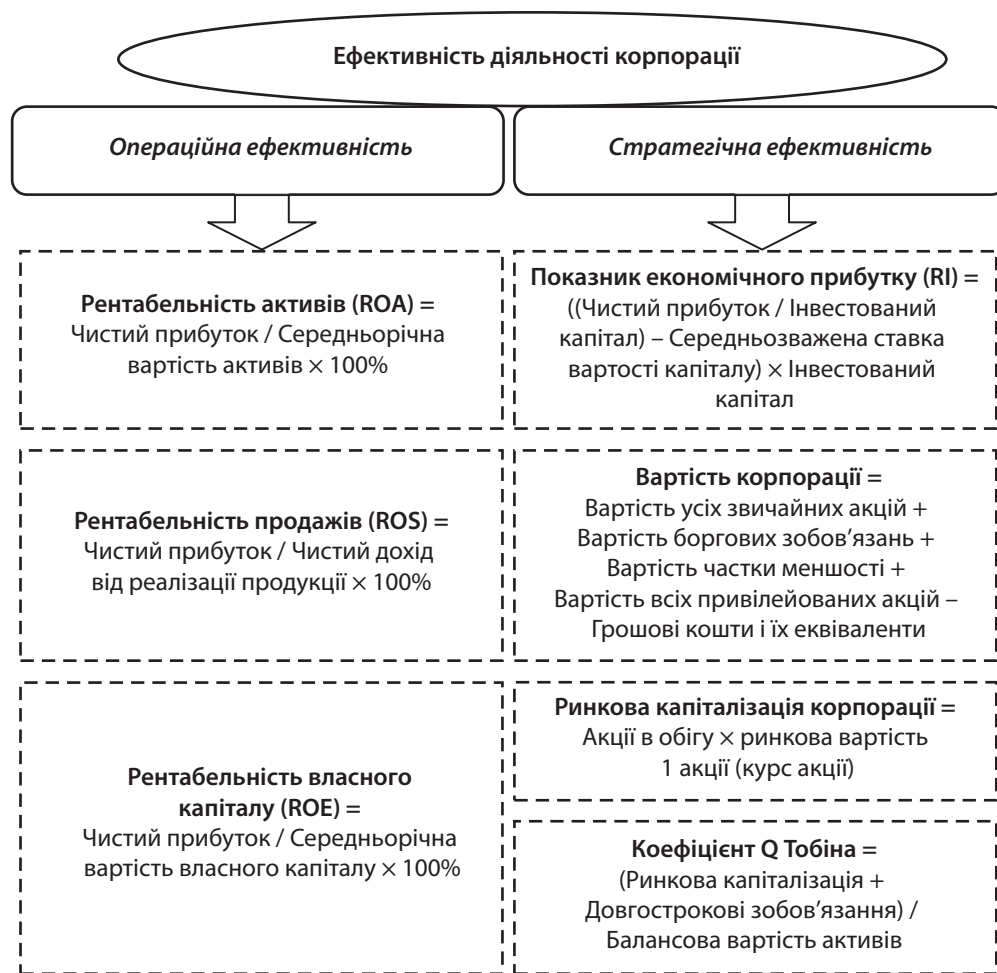 Ефективність діяльності корпорації
Операційна ефективність
Стратегічна ефективність
Рентабельність активів (ROA) =
Чистий прибуток / Середньорічна
вартість активів × 100%
Показник економічного прибутку (RI) =
((Чистий прибуток / Інвестований
капітал) – Середньозважена ставка
вартості капіталу) × Інвестований
капітал
Рентабельність продажів (ROS) =
Чистий прибуток / Чистий дохід
від реалізації продукції × 100%
Вартість корпорації =
Вартість усіх звичайних акцій +
Вартість боргових зобов’язань +
Вартість частки меншості +
Вартість всіх привілейованих акцій –
Грошові кошти і їх еквіваленти
Рентабельність власного
капіталу (ROE) =
Чистий прибуток / Середньорічна
вартість власного капіталу × 100%
Ринкова капіталізація корпорації =
Акції в обігу × ринкова вартість
1 акції (курс акції)
Коефіцієнт Q Тобіна =
(Ринкова капіталізація +
Довгострокові зобов’язання) /
Балансова вартість активів